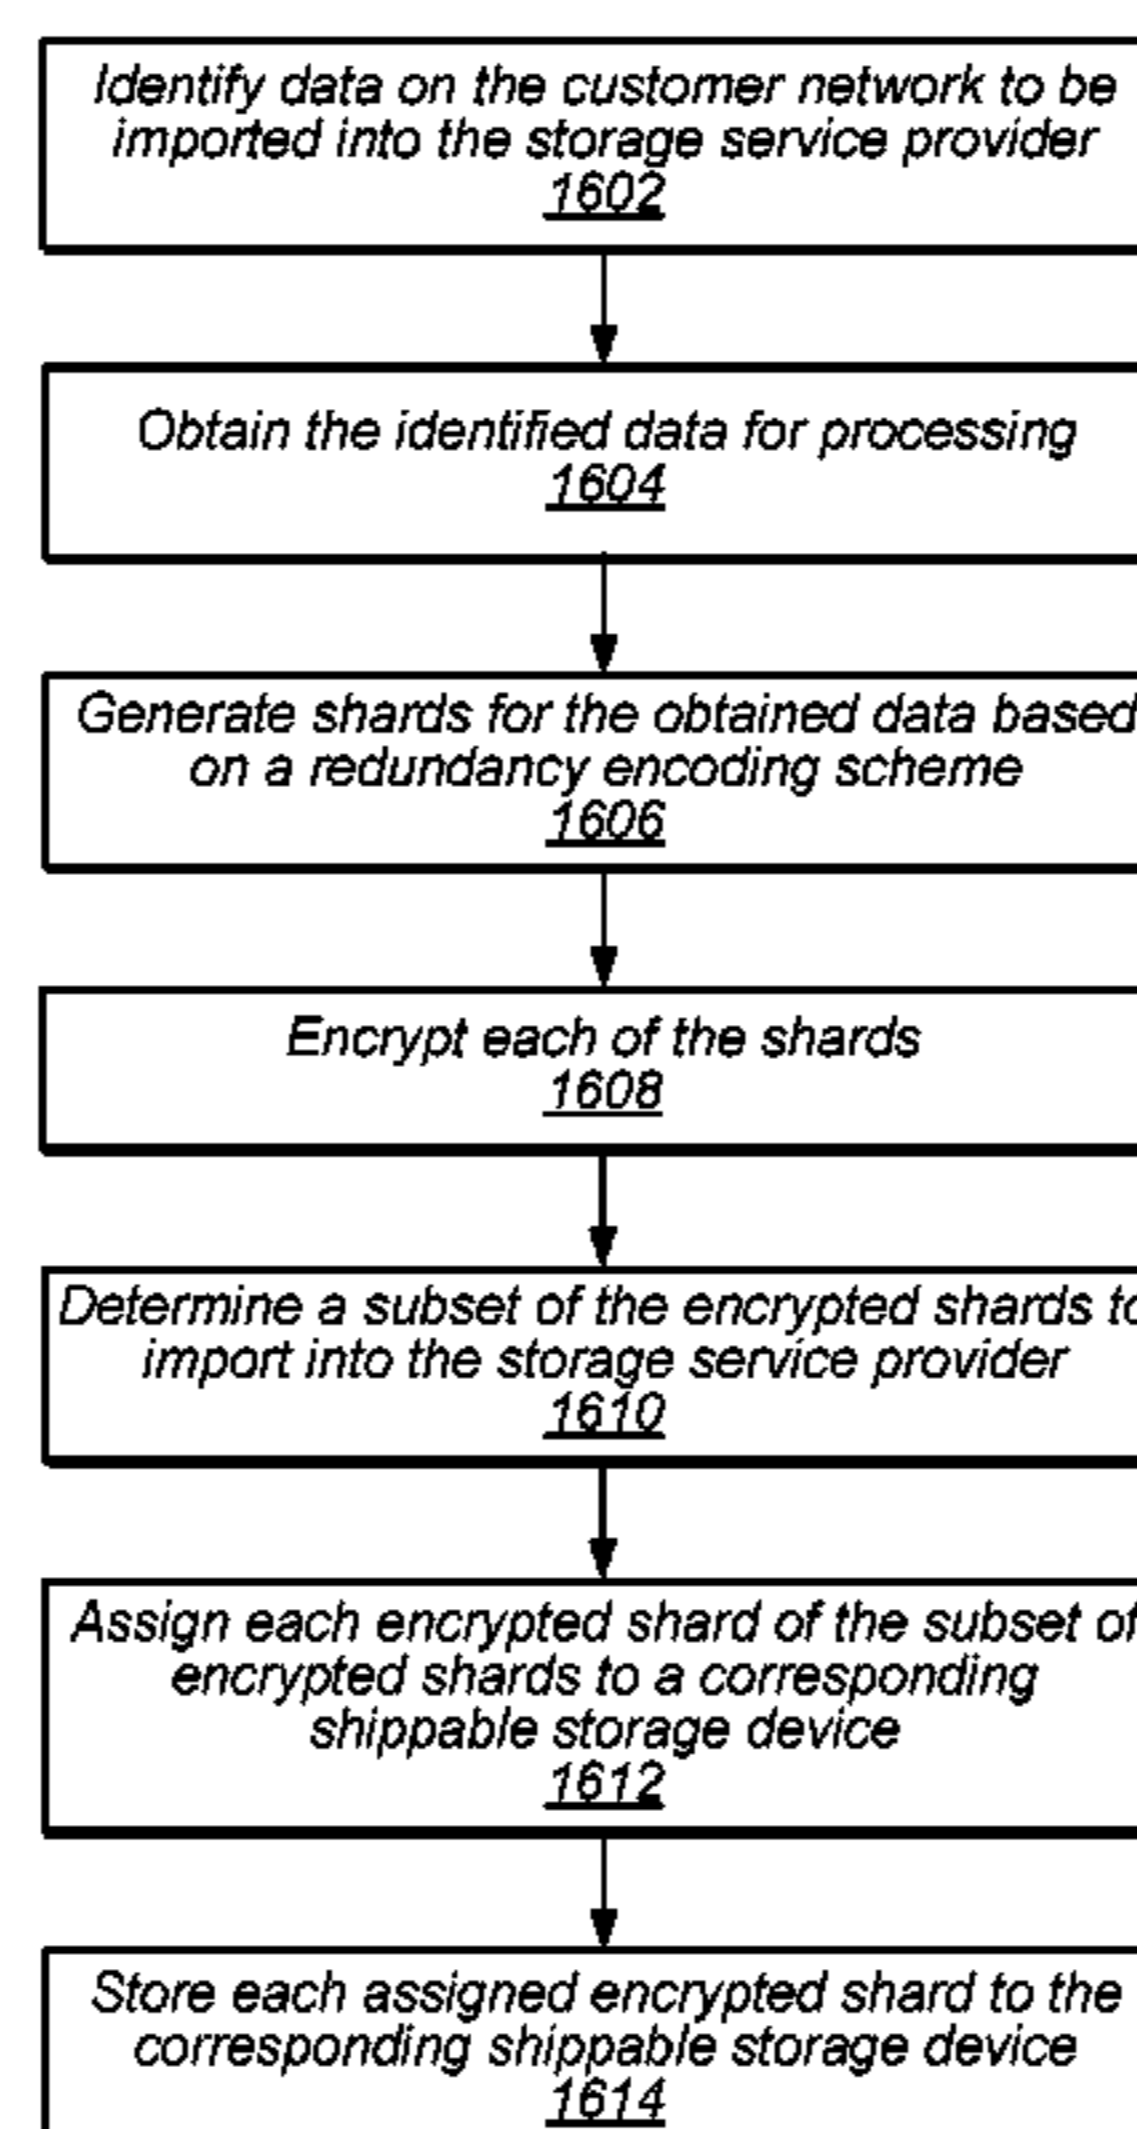 Identify data on the customer network to be
imported into the storage service provider
1602
Obtain the identified data for processing
1604
Generate shards for the obtained data based
on a redundancy encoding scheme
1606
Encrypt each of the shards
1608
Determine a subset of the encrypted shards to
import into the storage service provider
1610
Assign each encrypted shard of the subset of
encrypted shards to a corresponding
shippable storage device
1612
Store each assigned encrypted shard to the
corresponding shippable storage device
1614